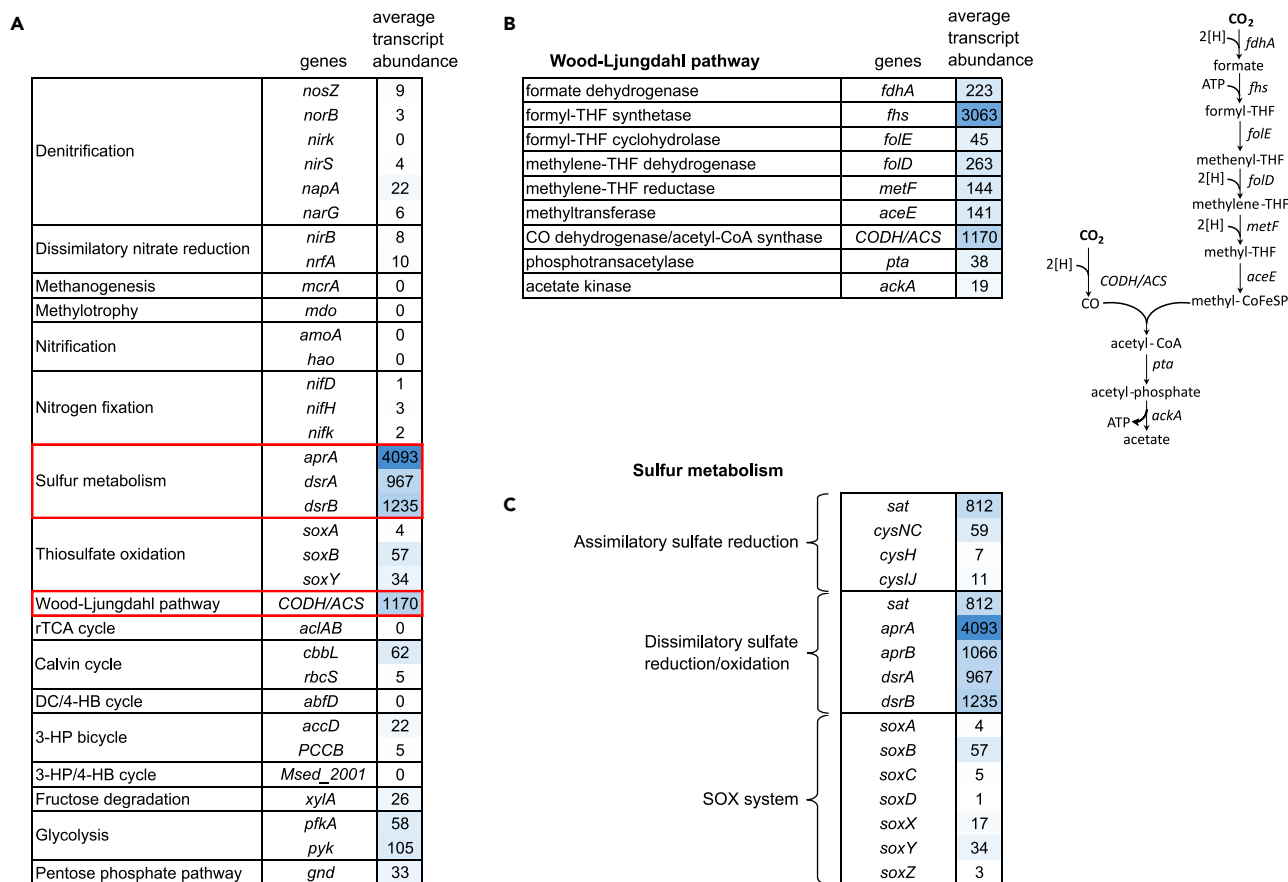 A
genes
average
transcript
abundance
Denitrification
nosZ 9
norB 3
nirk 0
nirS 4
napA 22
narG 6
Dissimilatory nitrate reduction
nirB 8
nrfA 10
Methanogenesis mcrA 0
Methylotrophy mdo 0
Nitrification
amoA 0
hao 0
Nitrogen fixation
nifD 1
nifH 3
nifk 2
Sulfur metabolism
aprA 4093
dsrA 967
dsrB 1235
Thiosulfate oxidation
soxA 4
soxB 57
soxY 34
Wood-Ljungdahl pathway CODH/ACS 1170
rTCA cycle aclAB 0
Calvin cycle
cbbL 62
rbcS 5
DC/4-HB cycle abfD 0
3-HP bicycle
accD 22
PCCB 5
3-HP/4-HB cycle Msed_2001 0
Fructose degradation xylA 26
Glycolysis
pfkA 58
pyk 105
Pentose phosphate pathway gnd 33
B
Wood-Ljungdahl pathway genes
average
transcript
abundance
formate dehydrogenase fdhA 223
formyl-THF synthetase fhs 3063
formyl-THF cyclohydrolase folE 45
methylene-THF dehydrogenase folD 263
methylene-THF reductase metF 144
methyltransferase aceE 141
CO dehydrogenase/acetyl-CoA synthase CODH/ACS 1170
phosphotransacetylase pta 38
acetate kinase ackA 19
CO₂
2[H] fdhA
formate
ATP fhs
formyl-THF
folE
methenyl-THF
2[H] folD
methylene-THF
2[H] metF
methyl-THF
aceE
methyl-CoFeSP
CO₂
2[H]
CODH/ACS
CO
acetyl-CoA
pta
acetyl-phosphate
ATP ackA
acetate
Sulfur metabolism
C
Assimilatory sulfate reduction
sat 812
cysNC 59
cysH 7
cysIJ 11
Dissimilatory sulfate
reduction/oxidation
sat 812
aprA 4093
aprB 1066
dsrA 967
dsrB 1235
SOX system
soxA 4
soxB 57
soxC 5
soxD 1
soxX 17
soxY 34
soxZ 3